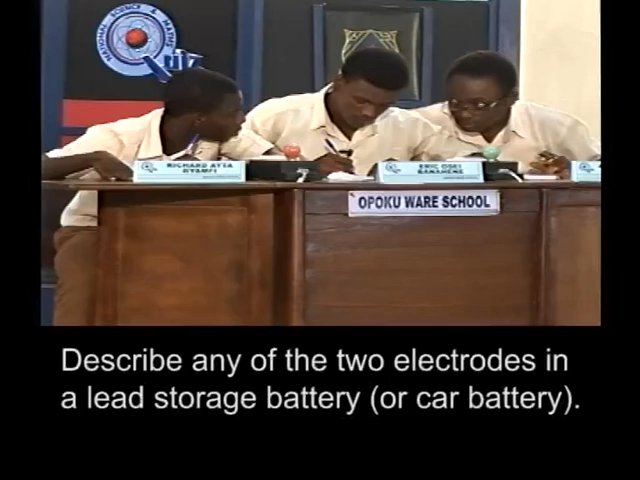 NATIONAL SCIENCE & MATHS
RICHARD ATTA
GYAMFI
ERIC OSEI
BANAHENE
OPOKU WARE SCHOOL
Describe any of the two electrodes in
a lead storage battery (or car battery).